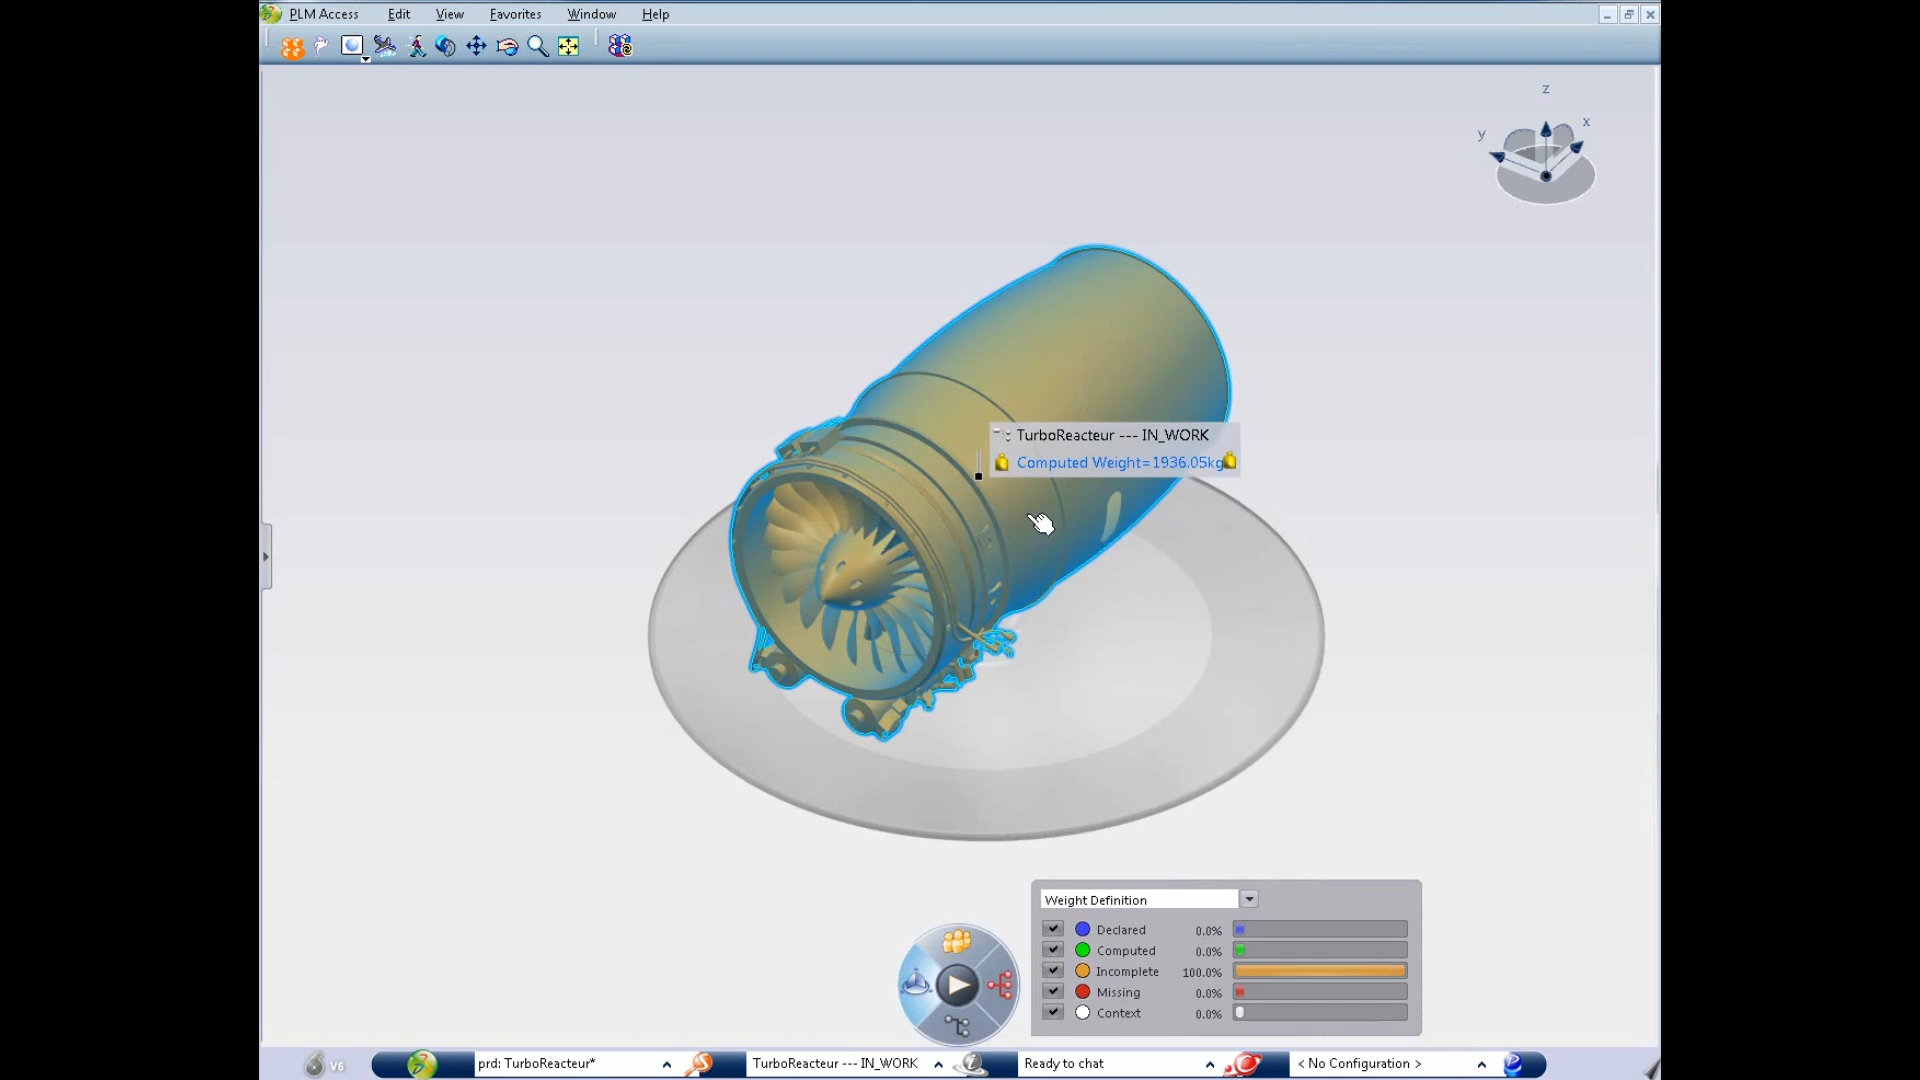 PLM Access Edit View Favorites Window Help
z
y
x
TurboReacteur --- IN_WORK
Computed Weight=1936.05kg
Weight Definition
Declared 0.0%
Computed 0.0%
Incomplete 100.0%
Missing 0.0%
Context 0.0%
V6
prd: TurboReacteur*
TurboReacteur --- IN_WORK
Ready to chat
< No Configuration >